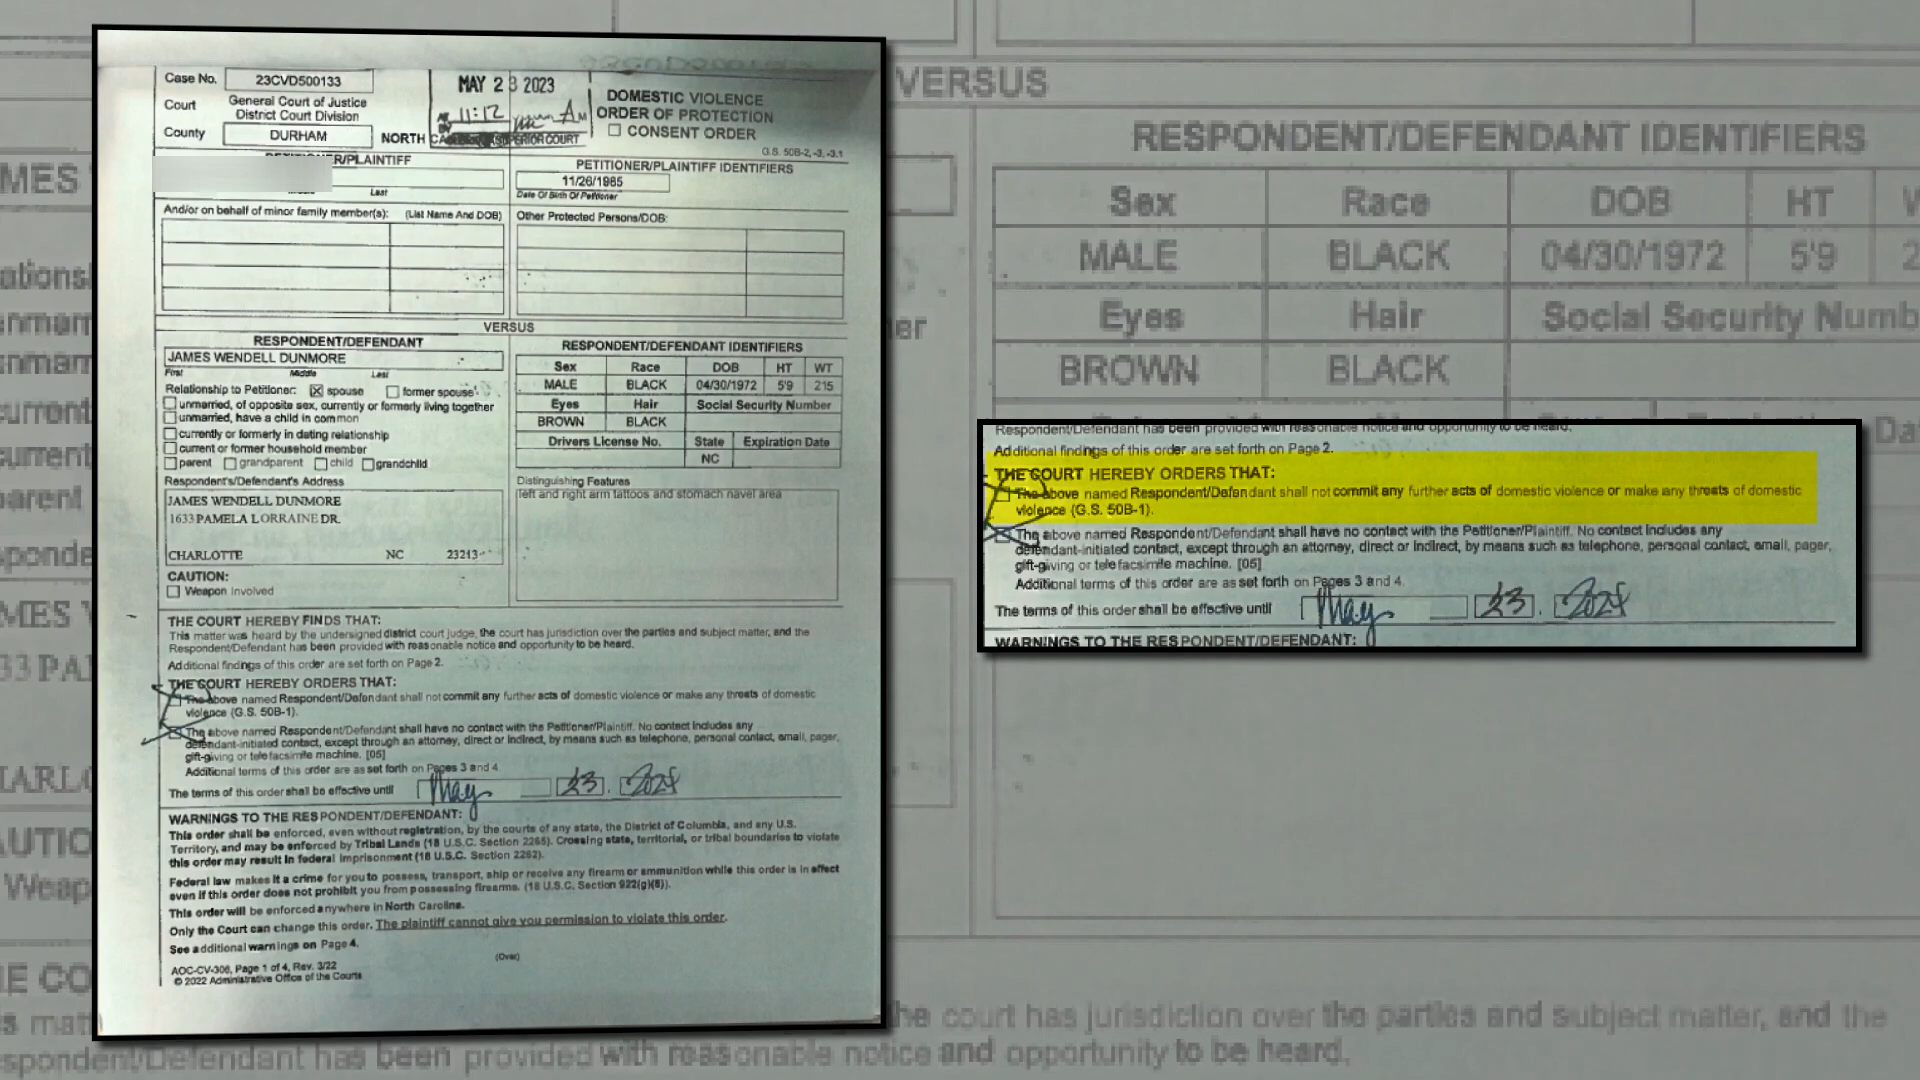 Case No. 23CVD500133
Court General Court of Justice
District Court Division
County DURHAM
MAY 23 2023
11:12 AM
NORTH SUPERIOR COURT
DOMESTIC VIOLENCE
ORDER OF PROTECTION
CONSENT ORDER
G.S. 50B-2, -3, -3.1
PETITIONER/PLAINTIFF
Middle Last
PETITIONER/PLAINTIFF IDENTIFIERS
11/26/1985
Date Of Birth Of Petitioner
And/or on behalf of minor family member(s): (List Name And DOB)
Other Protected Persons/DOB:
VERSUS
RESPONDENT/DEFENDANT
JAMES WENDELL DUNMORE
First Middle Last
Relationship to Petitioner: x spouse former spouse
unmarried, of opposite sex, currently or formerly living together
unmarried, have a child in common
currently or formerly in dating relationship
current or former household member
parent grandparent child grandchild
Respondent's/Defendant's Address
JAMES WENDELL DUNMORE
1633 PAMELA LORRAINE DR.
CHARLOTTE NC 23213
CAUTION:
Weapon Involved
RESPONDENT/DEFENDANT IDENTIFIERS
Sex Race DOB HT WT
MALE BLACK 04/30/1972 5'9 215
Eyes Hair Social Security Number
BROWN BLACK
Drivers License No. State Expiration Date
NC
Distinguishing Features
left and right arm tattoos and stomach navel area
THE COURT HEREBY FINDS THAT:
This matter was heard by the undersigned district court judge, the court has jurisdiction over the parties and subject matter, and the
Respondent/Defendant has been provided with reasonable notice and opportunity to be heard.
Additional findings of this order are set forth on Page 2.
THE COURT HEREBY ORDERS THAT:
The above named Respondent/Defendant shall not commit any further acts of domestic violence or make any threats of domestic
violence (G.S. 50B-1).
The above named Respondent/Defendant shall have no contact with the Petitioner/Plaintiff. No contact includes any
defendant-initiated contact, except through an attorney, direct or indirect, by means such as telephone, personal contact, email, pager,
gift-giving or telefacsimile machine. [05]
Additional terms of this order are as set forth on Pages 3 and 4.
The terms of this order shall be effective until May 23, 2024
WARNINGS TO THE RESPONDENT/DEFENDANT:
This order shall be enforced, even without registration, by the courts of any state, the District of Columbia, and any U.S.
Territory, and may be enforced by Tribal Lands (18 U.S.C. Section 2265). Crossing state, territorial, or tribal boundaries to violate
this order may result in federal imprisonment (18 U.S.C. Section 2262).
Federal law makes it a crime for you to possess, transport, ship or receive any firearm or ammunition while this order is in effect
even if this order does not prohibit you from possessing firearms. (18 U.S.C. Section 922(g)(8)).
This order will be enforced anywhere in North Carolina.
Only the Court can change this order. The plaintiff cannot give you permission to violate this order.
See additional warnings on Page 4.
(Over)
AOC-CV-306, Page 1 of 4, Rev. 3/22
© 2022 Administrative Office of the Courts
VERSUS
RESPONDENT/DEFENDANT IDENTIFIERS
Sex Race DOB HT
MALE BLACK 04/30/1972 5'9
Eyes Hair Social Security Numb
BROWN BLACK
Respondent/Defendant has been provided with reasonable notice and opportunity to be heard.
Additional findings of this order are set forth on Page 2.
THE COURT HEREBY ORDERS THAT:
The above named Respondent/Defendant shall not commit any further acts of domestic violence or make any threats of domestic
violence (G.S. 50B-1).
The above named Respondent/Defendant shall have no contact with the Petitioner/Plaintiff. No contact includes any
defendant-initiated contact, except through an attorney, direct or indirect, by means such as telephone, personal contact, email, pager,
gift-giving or telefacsimile machine. [05]
Additional terms of this order are as set forth on Pages 3 and 4.
The terms of this order shall be effective until May 23, 2024
WARNINGS TO THE RESPONDENT/DEFENDANT:
the court has jurisdiction over the parties and subject matter, and the
spondent/Defendant has been provided with reasonable notice and opportunity to be heard.